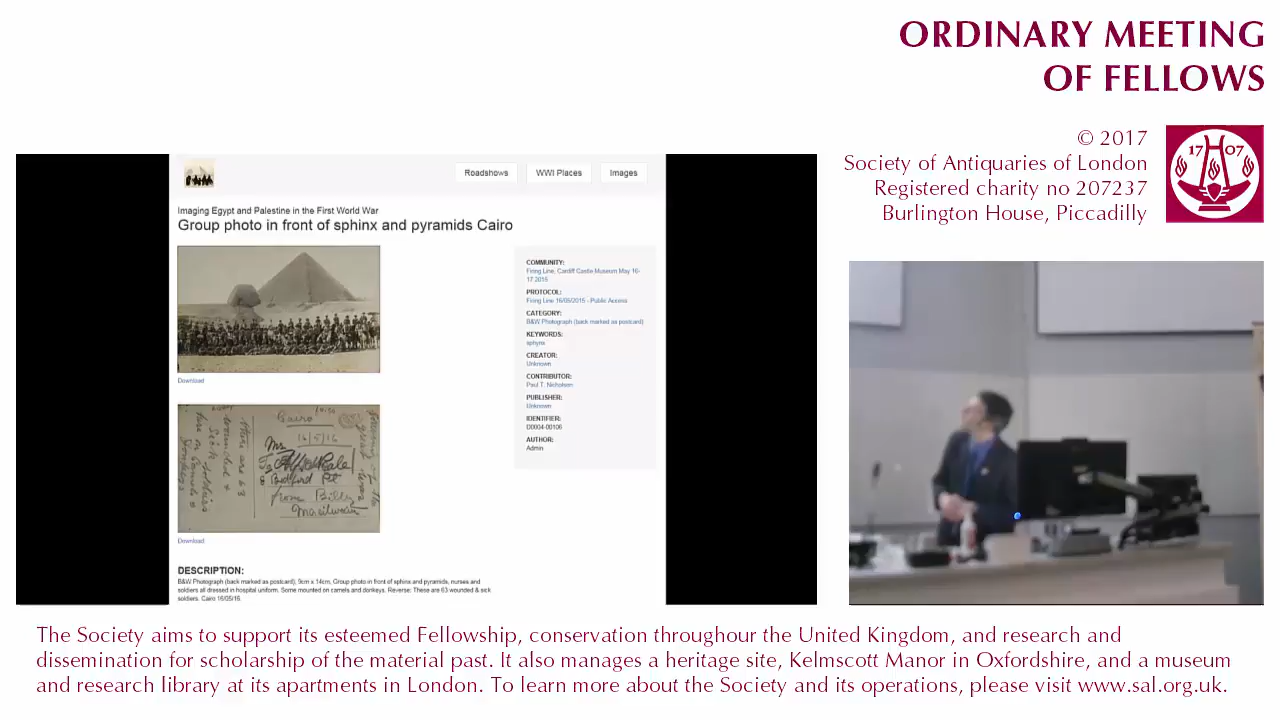 ORDINARY MEETING
OF FELLOWS
© 2017
Society of Antiquaries of London
Registered charity no 207237
Burlington House, Piccadilly
17 07
Roadshows
WWI Places
Images
Imaging Egypt and Palestine in the First World War
Group photo in front of sphinx and pyramids Cairo
COMMUNITY:
Firing Line, Cardiff Castle Museum May 16-
17 2015
PROTOCOL:
Firing Line 16/05/2015 - Public Access
CATEGORY:
B&W Photograph (back marked as postcard)
KEYWORDS:
sphynx
CREATOR:
Unknown
CONTRIBUTOR:
Paul T. Nicholson
PUBLISHER:
Unknown
IDENTIFIER:
D0004-00106
AUTHOR:
Admin
Download
Cairo
16/5/16
Mr
Bedford
from Billy
These are 63
wounded &
Sick soldiers
Download
DESCRIPTION:
B&W Photograph (back marked as postcard), 9cm x 14cm, Group photo in front of sphinx and pyramids, nurses and
soldiers all dressed in hospital uniform. Some mounted on camels and donkeys. Reverse: These are 63 wounded & sick
soldiers. Cairo 16/05/16.
The Society aims to support its esteemed Fellowship, conservation throughour the United Kingdom, and research and
dissemination for scholarship of the material past. It also manages a heritage site, Kelmscott Manor in Oxfordshire, and a museum
and research library at its apartments in London. To learn more about the Society and its operations, please visit www.sal.org.uk.